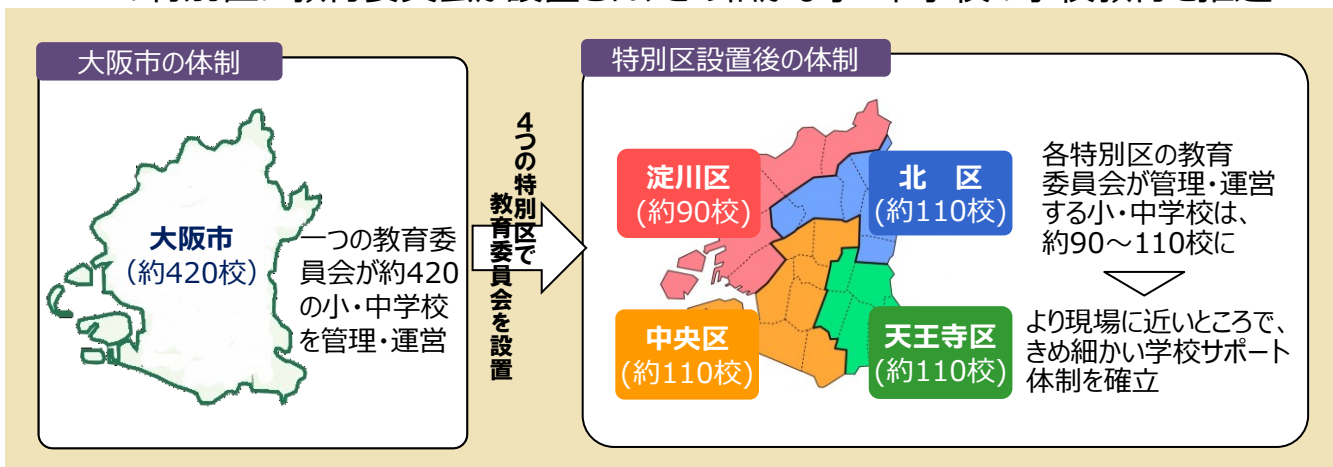 大阪市の体制
大阪市
(約420校)
一つの教育委
員会が約420
の小・中学校
を管理・運営
4つの特別区で
教育委員会を設置
特別区設置後の体制
淀川区
(約90校)
北 区
(約110校)
中央区
(約110校)
天王寺区
(約110校)
各特別区の教育
委員会が管理・運営
する小・中学校は、
約90～110校に
より現場に近いところで、
きめ細かい学校サポート
体制を確立